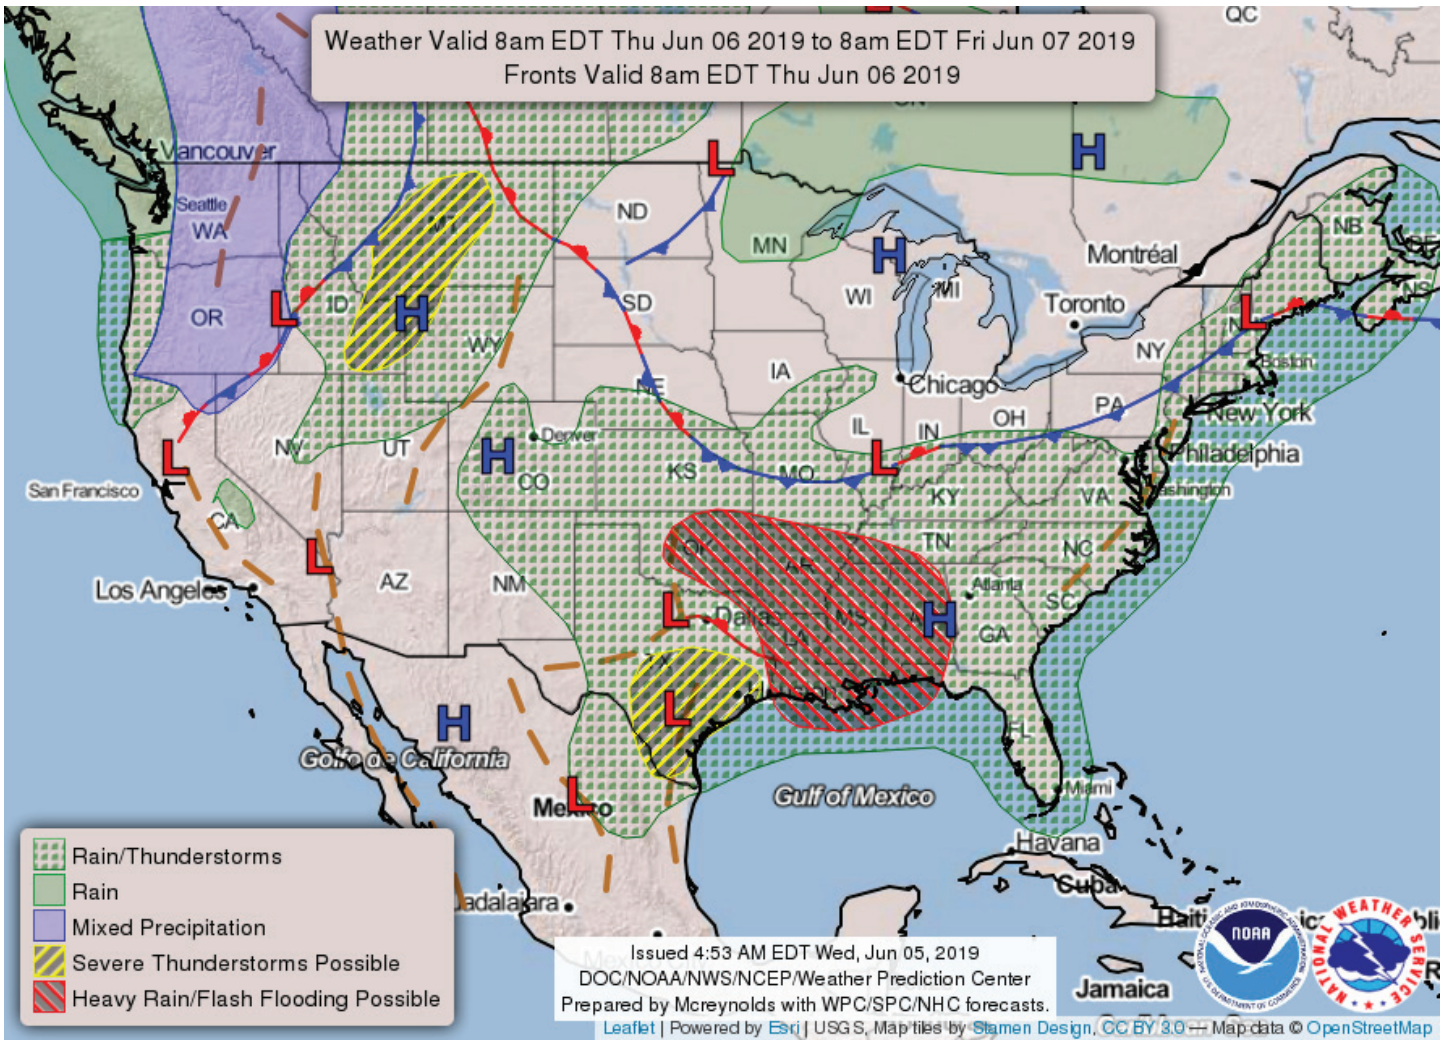 QC
Weather Valid 8am EDT Thu Jun 06 2019 to 8am EDT Fri Jun 07 2019
Fronts Valid 8am EDT Thu Jun 06 2019
H
Vancouver
L
Seattle
WA
ND
MN
NB
Montréal
H
OR
L
ID
H
SD
WI
MI
Toronto
L
NS
WY
NY
Boston
IA
Chicago
NE
PA
New York
OH
IL
IN
Denver
NV
UT
H
CO
KS
MO
L
Philadelphia
L
San Francisco
KY
VA
Washington
CA
OK
TN
NC
L
AR
Los Angeles
AZ
NM
Atlanta
L
Dallas
MS
H
SC
LA
GA
TX
L
H
FL
Golfo de California
L
Mexico
Gulf of Mexico
Miami
Havana
Cuba
Rain/Thunderstorms
Rain
Mixed Precipitation
Severe Thunderstorms Possible
Heavy Rain/Flash Flooding Possible
Issued 4:53 AM EDT Wed, Jun 05, 2019
DOC/NOAA/NWS/NCEP/Weather Prediction Center
Prepared by Mcreynolds with WPC/SPC/NHC forecasts.
NOAA
NATIONAL WEATHER SERVICE
Jamaica
Leaflet | Powered by Esri | USGS, Map tiles by Stamen Design, CC BY 3.0 — Map data © OpenStreetMap